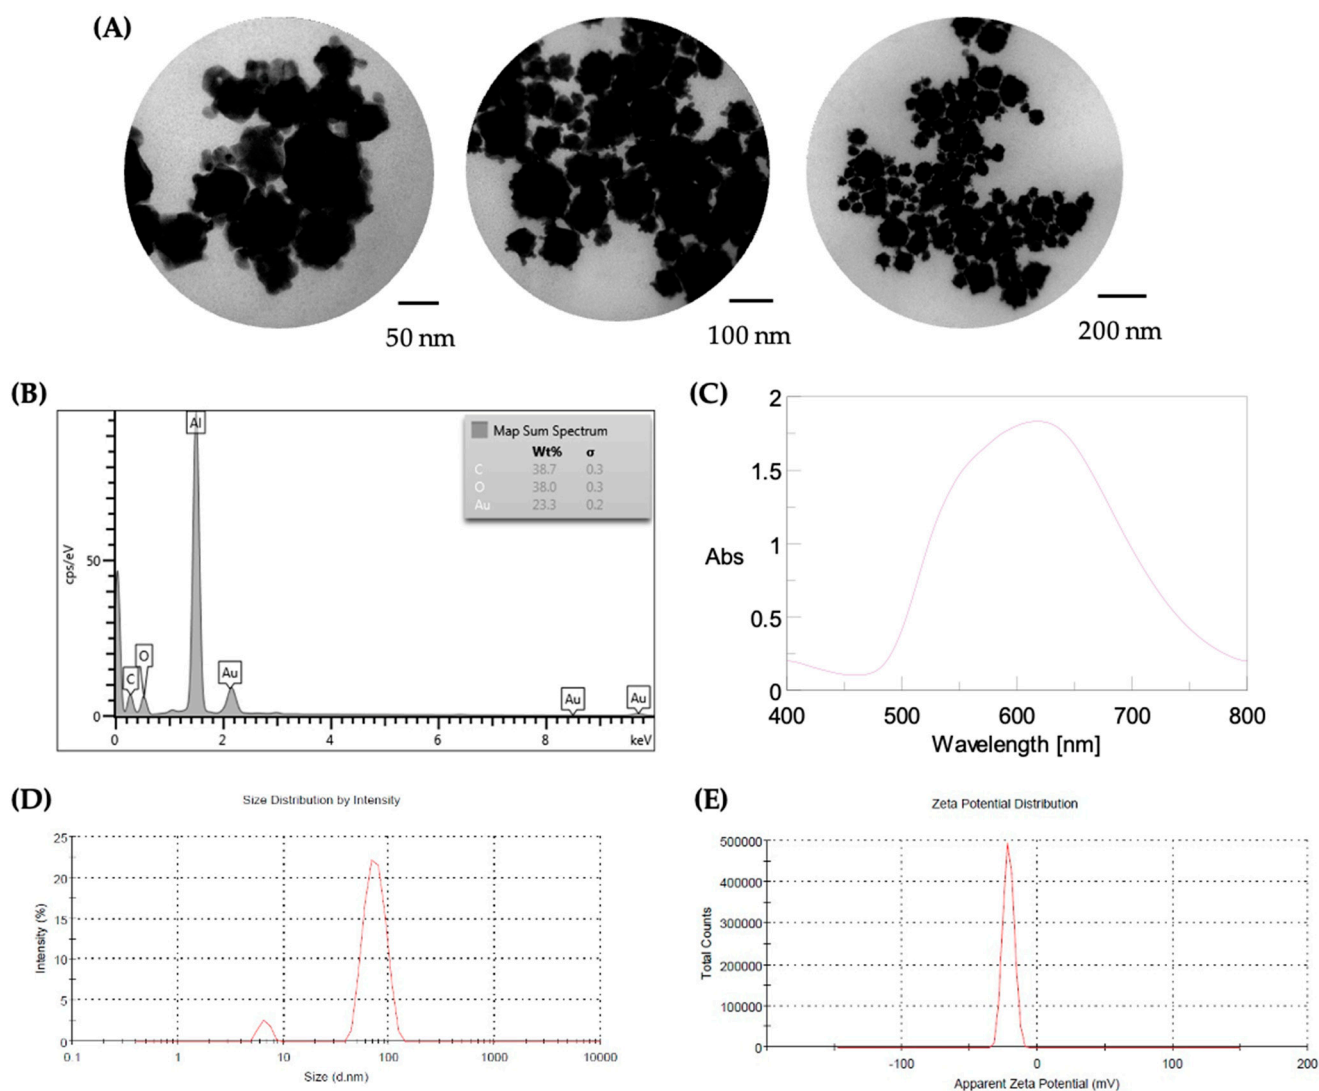 (A)
50 nm
100 nm
200 nm
(B)
Al
Map Sum Spectrum
Wt% σ
C 38.7 0.3
O 38.0 0.3
Au 23.3 0.2
cps/eV
50
0
C
O
Au
Au
Au
0 2 4 6 8 keV
(C)
2
1.5
1
0.5
0
Abs
400 500 600 700 800
Wavelength [nm]
(D)
Size Distribution by Intensity
25
20
15
10
5
0
Intensity (%)
0.1 1 10 100 1000 10000
Size (d.nm)
(E)
Zeta Potential Distribution
500000
400000
300000
200000
100000
0
Total Counts
-100 0 100 200
Apparent Zeta Potential (mV)